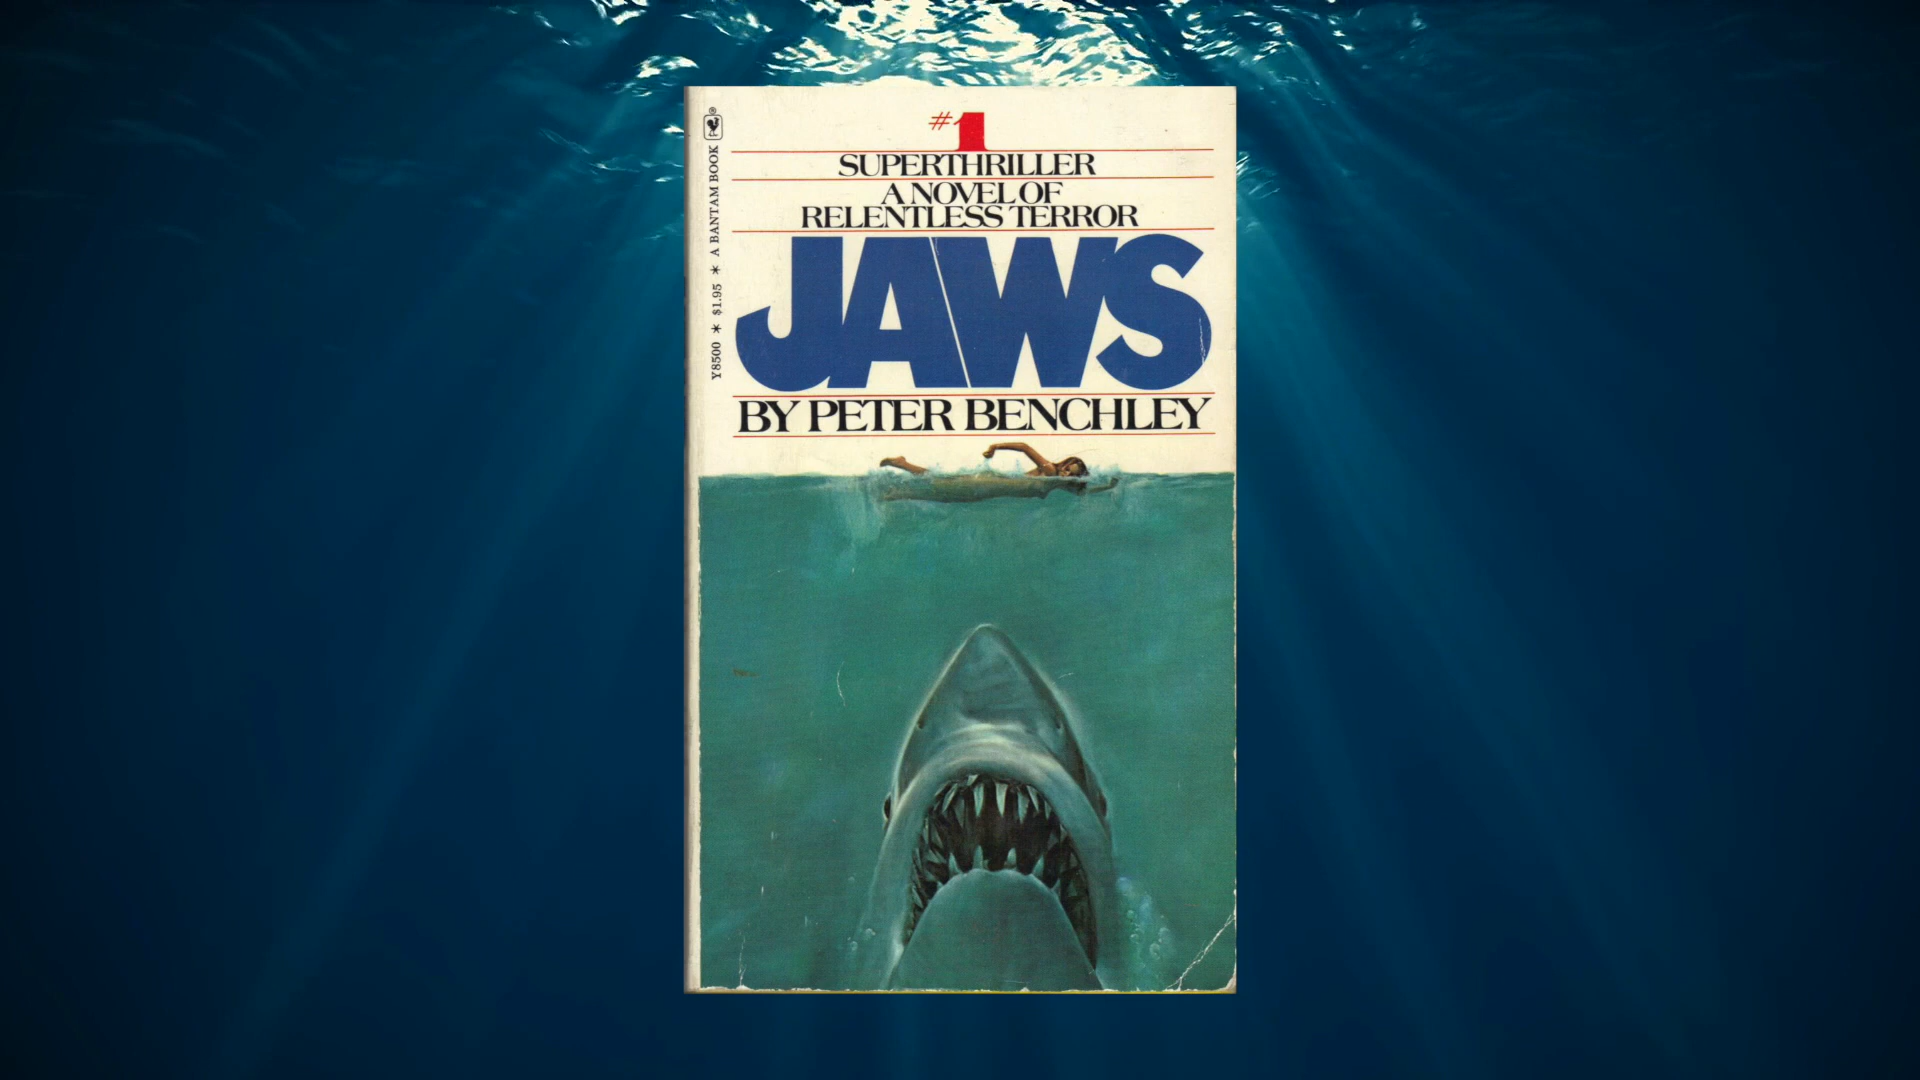 #1
SUPERTHRILLER
A NOVEL OF
RELENTLESS TERROR
JAWS
BY PETER BENCHLEY
Y8500 * $1.95 * A BANTAM BOOK
®